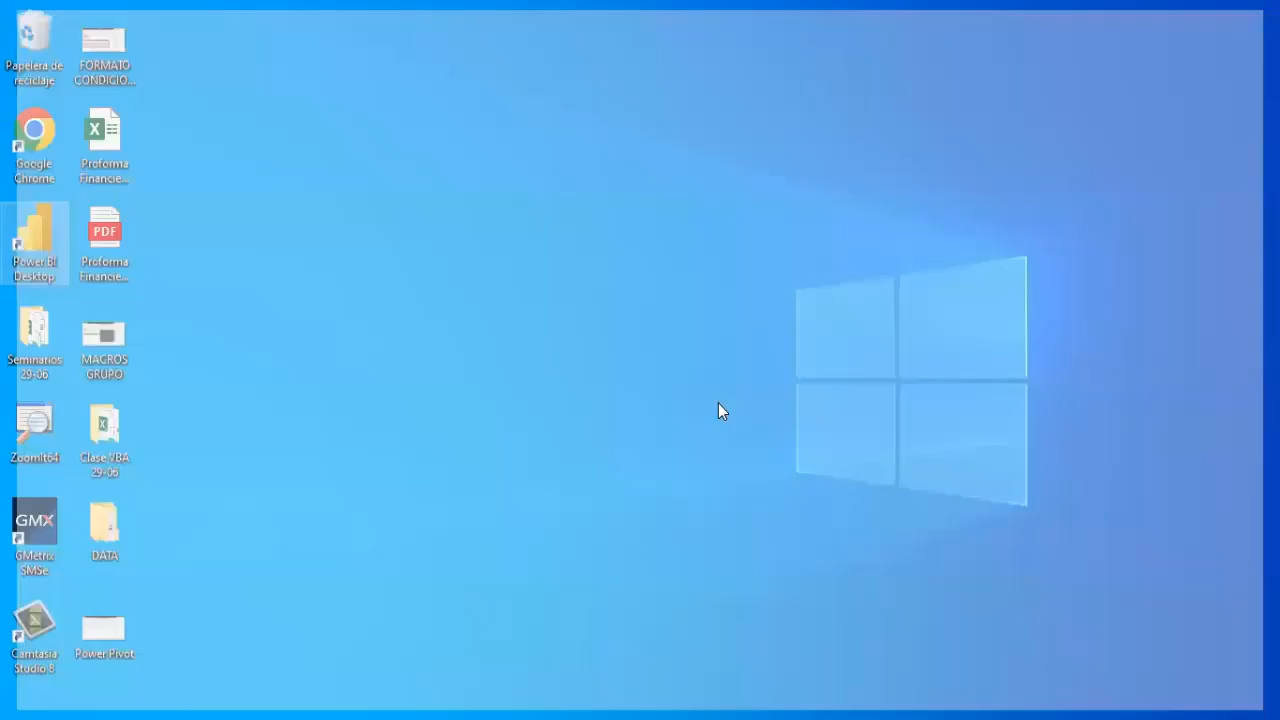 Papelera de
reciclaje
FORMATO
CONDICIO...
Google
Chrome
X
Proforma
Financie...
Power BI
Desktop
PDF
Proforma
Financie...
Seminarios
29-06
MACROS
GRUPO
ZoomIt64
X
Clase VBA
29-06
GMX
GMetrix
SMSe
DATA
Camtasia
Studio 8
Power Pivot